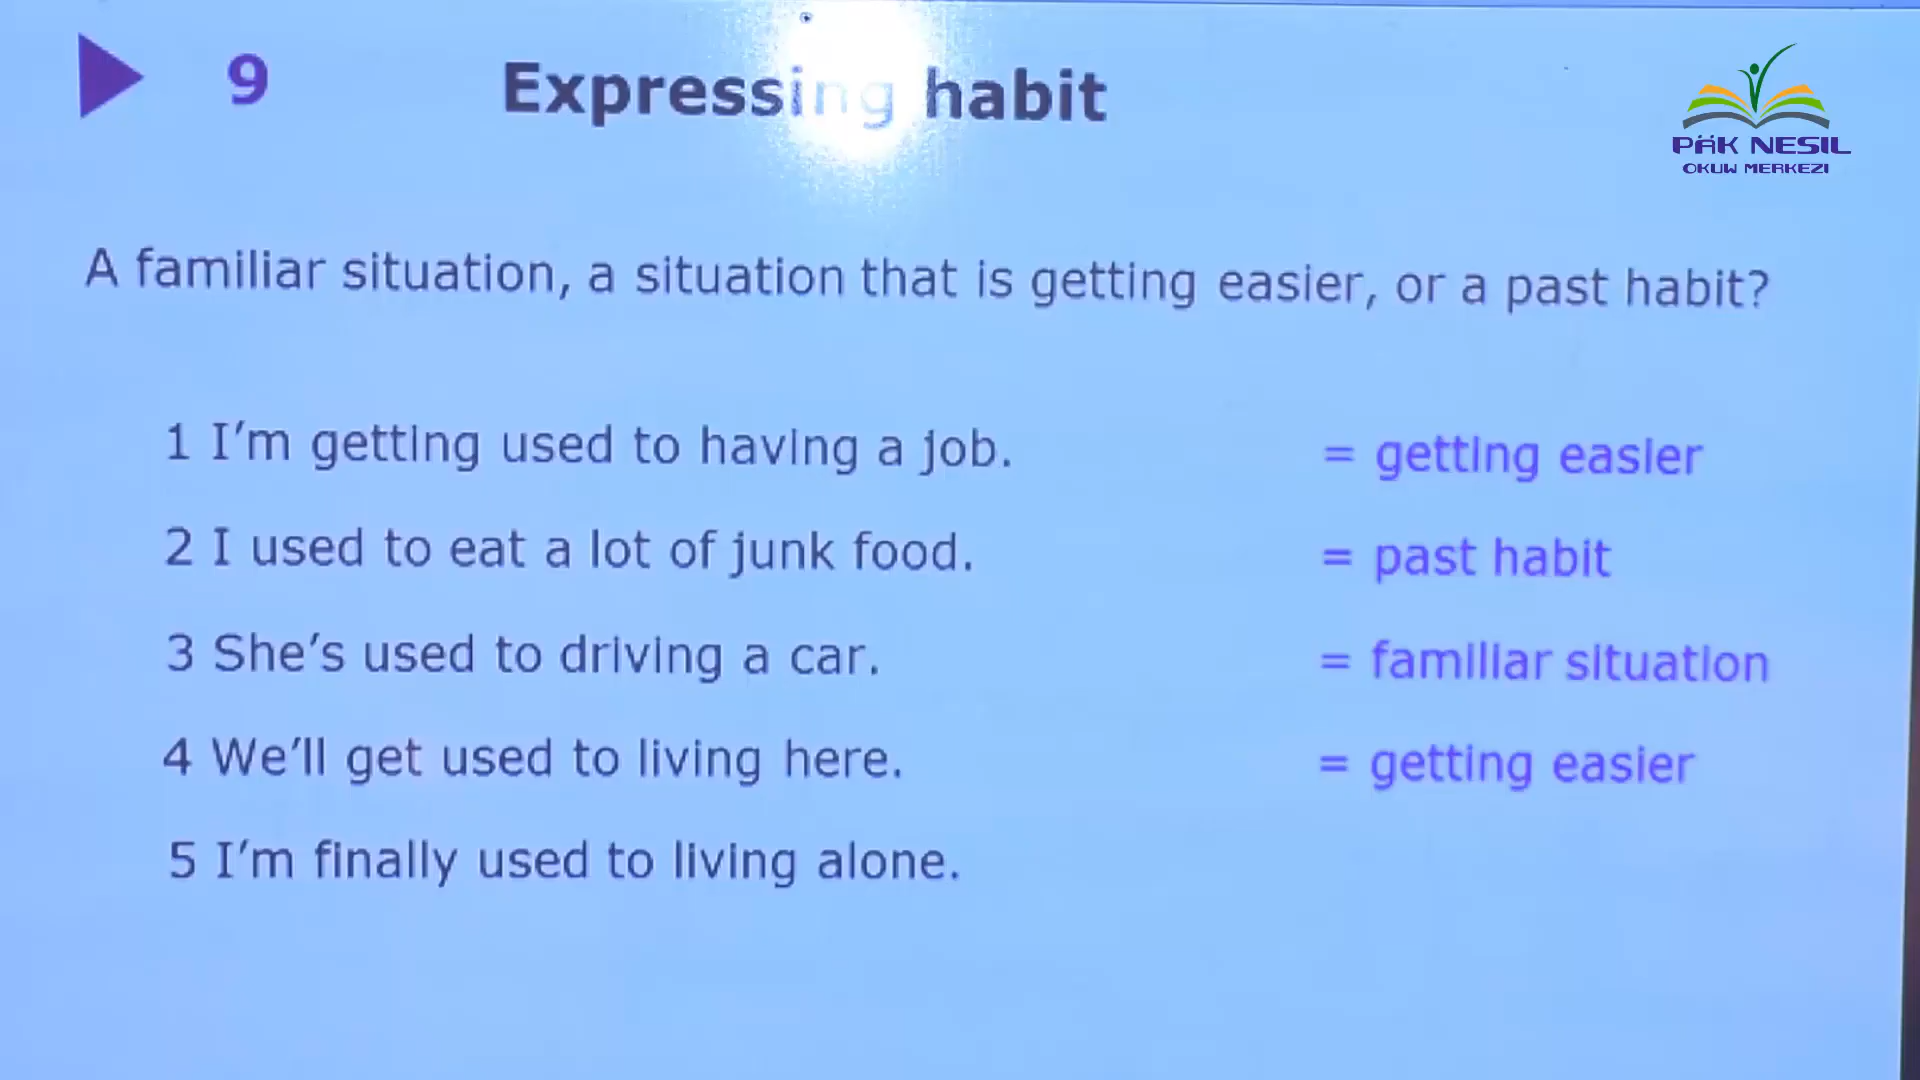 9 Expressing habit
PÄK NESIL
OKUW MERKEZI
A familiar situation, a situation that is getting easier, or a past habit?
1 I'm getting used to having a job. = getting easier
2 I used to eat a lot of junk food. = past habit
3 She's used to driving a car. = familiar situation
4 We'll get used to living here. = getting easier
5 I'm finally used to living alone.